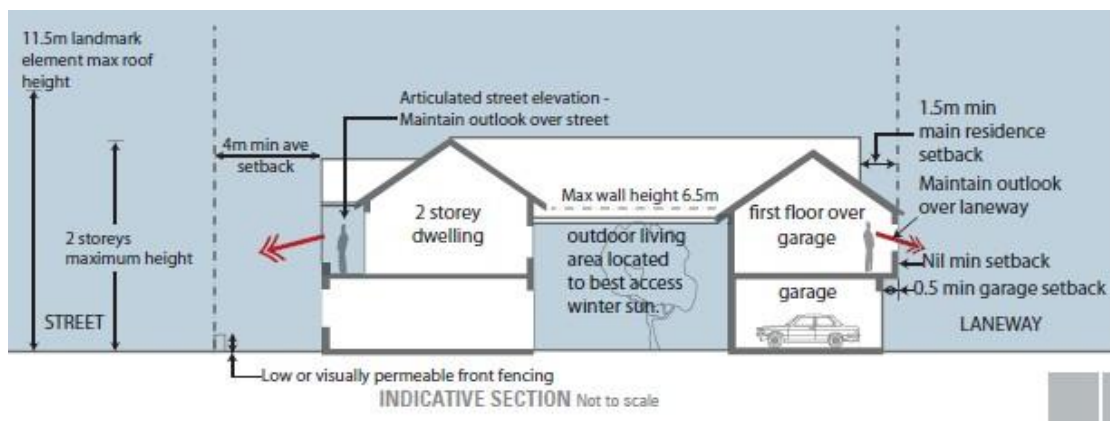 11.5m landmark
element max roof
height
Articulated street elevation -
Maintain outlook over street
4m min ave
setback
1.5m min
main residence
setback
Maintain outlook
over laneway
Max wall height 6.5m
2 storey
dwelling
first floor over
garage
2 storeys
maximum height
outdoor living
area located
to best access
winter sun.
Nil min setback
garage
0.5 min garage setback
STREET
LANEWAY
Low or visually permeable front fencing
INDICATIVE SECTION Not to scale